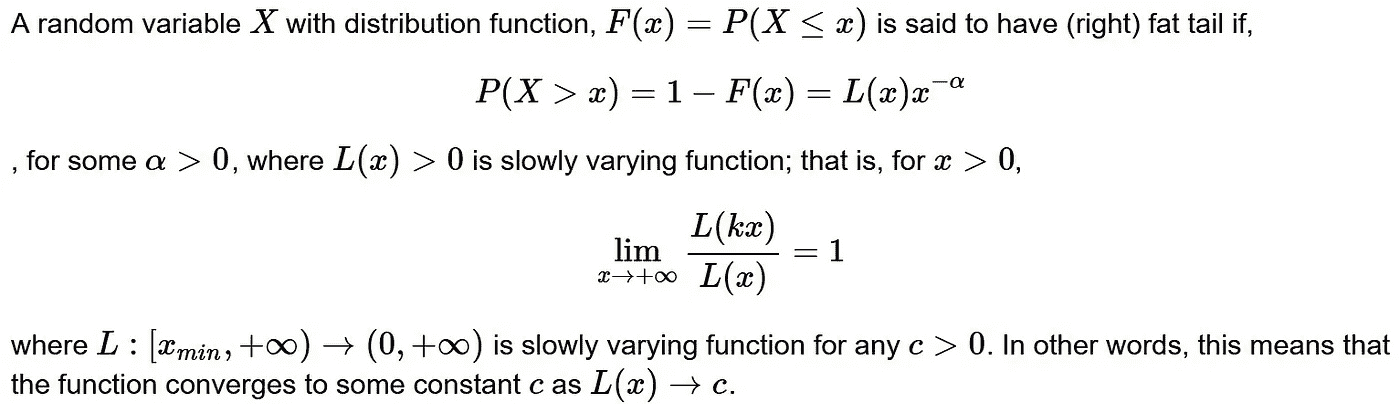 A random variable X with distribution function, F(x) = P(X ≤ x) is said to have (right) fat tail if,
P(X > x) = 1 − F(x) = L(x)x^{−α}
, for some α > 0, where L(x) > 0 is slowly varying function; that is, for x > 0,
lim_{x→+∞} L(kx)/L(x) = 1
where L : [x_{min}, +∞) → (0, +∞) is slowly varying function for any c > 0. In other words, this means that
the function converges to some constant c as L(x) → c.